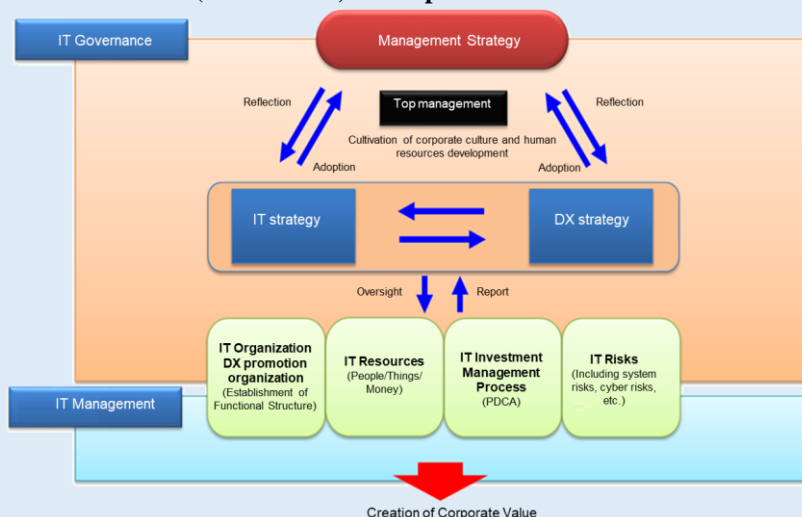 IT Governance
Management Strategy
Reflection
Top management
Reflection
Cultivation of corporate culture and human
resources development
Adoption
Adoption
IT strategy
DX strategy
Oversight
Report
IT Organization
DX promotion
organization
(Establishment of
Functional Structure)
IT Resources
(People/Things/
Money)
IT Investment
Management
Process
(PDCA)
IT Risks
(Including system
risks, cyber risks,
etc.)
IT Management
Creation of Corporate Value